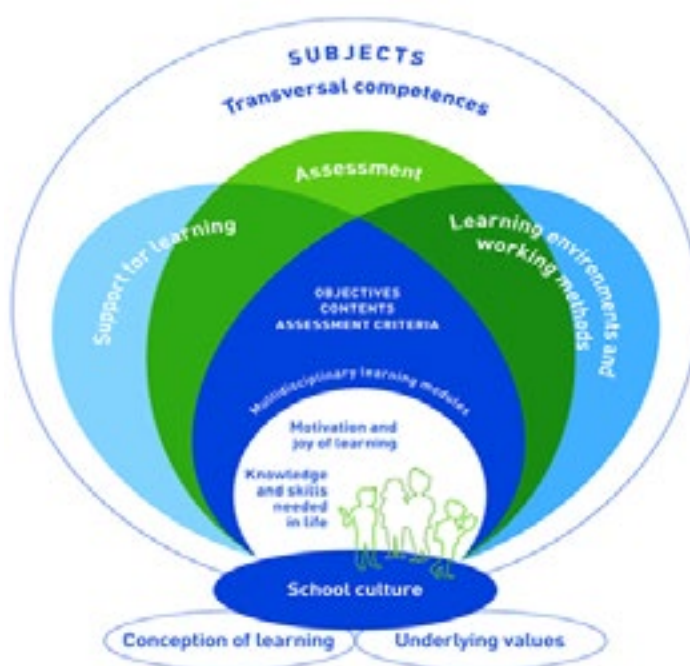 SUBJECTS
Transversal competences
Assessment
Support for learning
Learning environments and
working methods
OBJECTIVES
CONTENTS
ASSESSMENT CRITERIA
Multidisciplinary learning modules
Motivation and
joy of learning
Knowledge
and skills
needed
in life
School culture
Conception of learning
Underlying values